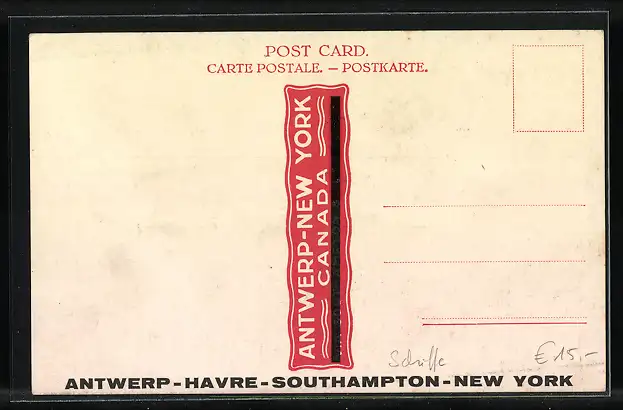 POST CARD.
CARTE POSTALE. – POSTKARTE.
ANTWERP-NEW YORK
CANADA
Schiffe
€ 15,-
ANTWERP-HAVRE-SOUTHAMPTON-NEW YORK